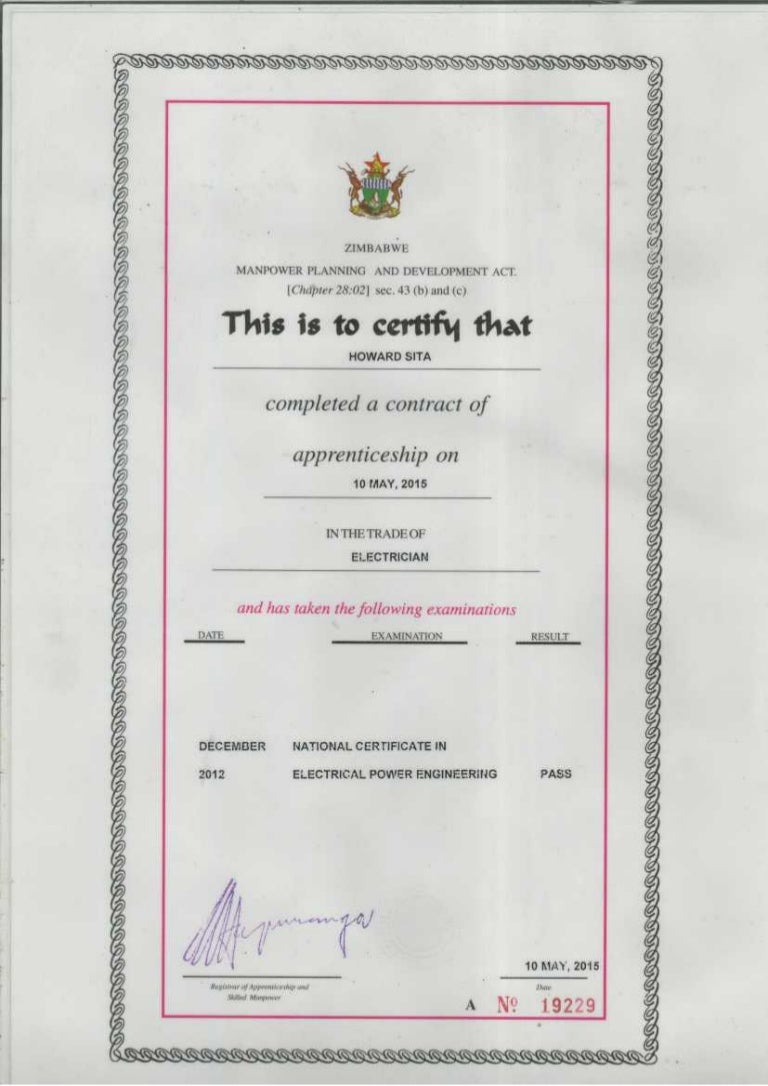 ZIMBABWE
MANPOWER PLANNING AND DEVELOPMENT ACT.
[Chapter 28:02] sec. 43 (b) and (c)
This is to certify that
HOWARD SITA
completed a contract of
apprenticeship on
10 MAY, 2015
IN THE TRADE OF
ELECTRICIAN
and has taken the following examinations
DATE EXAMINATION RESULT
DECEMBER NATIONAL CERTIFICATE IN
2012 ELECTRICAL POWER ENGINEERING PASS
10 MAY, 2015
Registrar of Apprenticeship and Date
Skilled Manpower
A Nº 19229